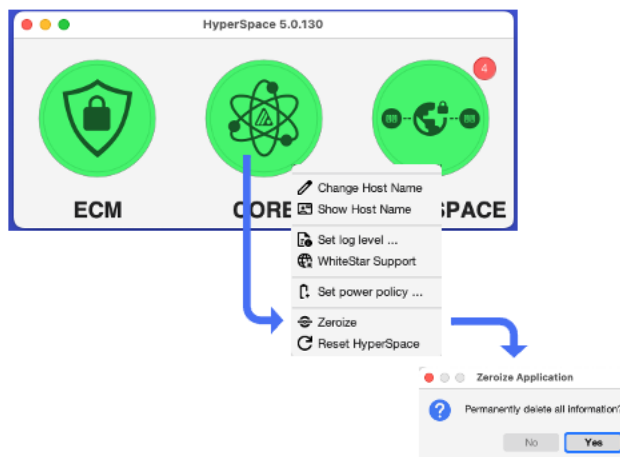 HyperSpace 5.0.130
4
ECM
CORE
SPACE
Change Host Name
Show Host Name
Set log level ...
WhiteStar Support
Set power policy ...
Zeroize
Reset HyperSpace
Zeroize Application
Permanently delete all information?
No
Yes